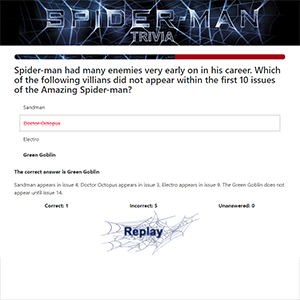 SPIDER-MAN
TRIVIA
Spider-man had many enemies very early on in his career. Which
of the following villians did not appear within the first 10 issues
of the Amazing Spider-man?
Sandman
Doctor Octopus
Electro
Green Goblin
The correct answer is Green Goblin
Sandman appears in issue 4, Doctor Octopus appears in issue 3, Electro appears in issue 9. The Green Goblin does not
appear until issue 14.
Correct: 1 Incorrect: 5 Unanswered: 0
Replay